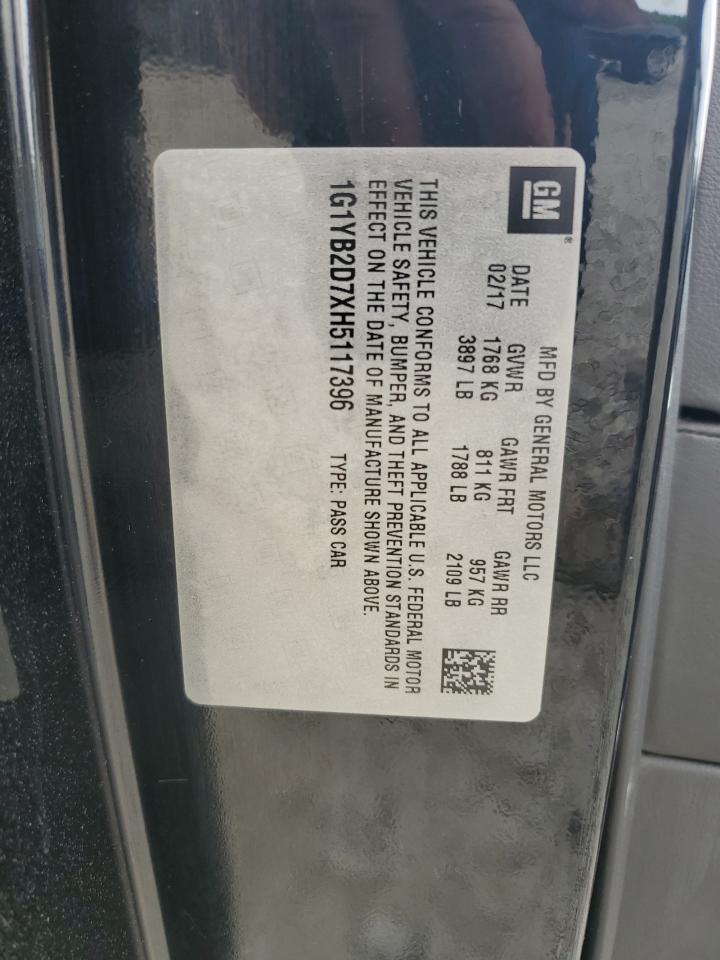 GM®
MFD BY GENERAL MOTORS LLC
DATE GVWR GAWR FRT GAWR RR
02/17 1768 KG 811 KG 957 KG
3897 LB 1788 LB 2109 LB
THIS VEHICLE CONFORMS TO ALL APPLICABLE U.S. FEDERAL MOTOR
VEHICLE SAFETY, BUMPER, AND THEFT PREVENTION STANDARDS IN
EFFECT ON THE DATE OF MANUFACTURE SHOWN ABOVE.
1G1YB2D7XH5117396 TYPE: PASS CAR